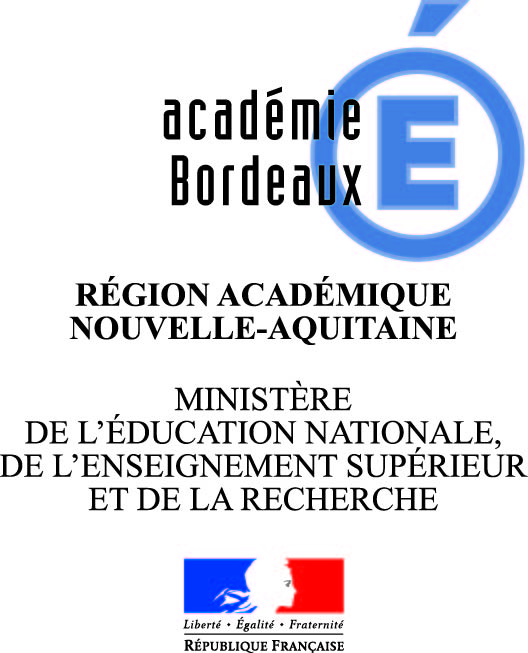 académie
Bordeaux
É
RÉGION ACADÉMIQUE
NOUVELLE-AQUITAINE
MINISTÈRE
DE L'ÉDUCATION NATIONALE,
DE L'ENSEIGNEMENT SUPÉRIEUR
ET DE LA RECHERCHE
Liberté • Égalité • Fraternité
RÉPUBLIQUE FRANÇAISE